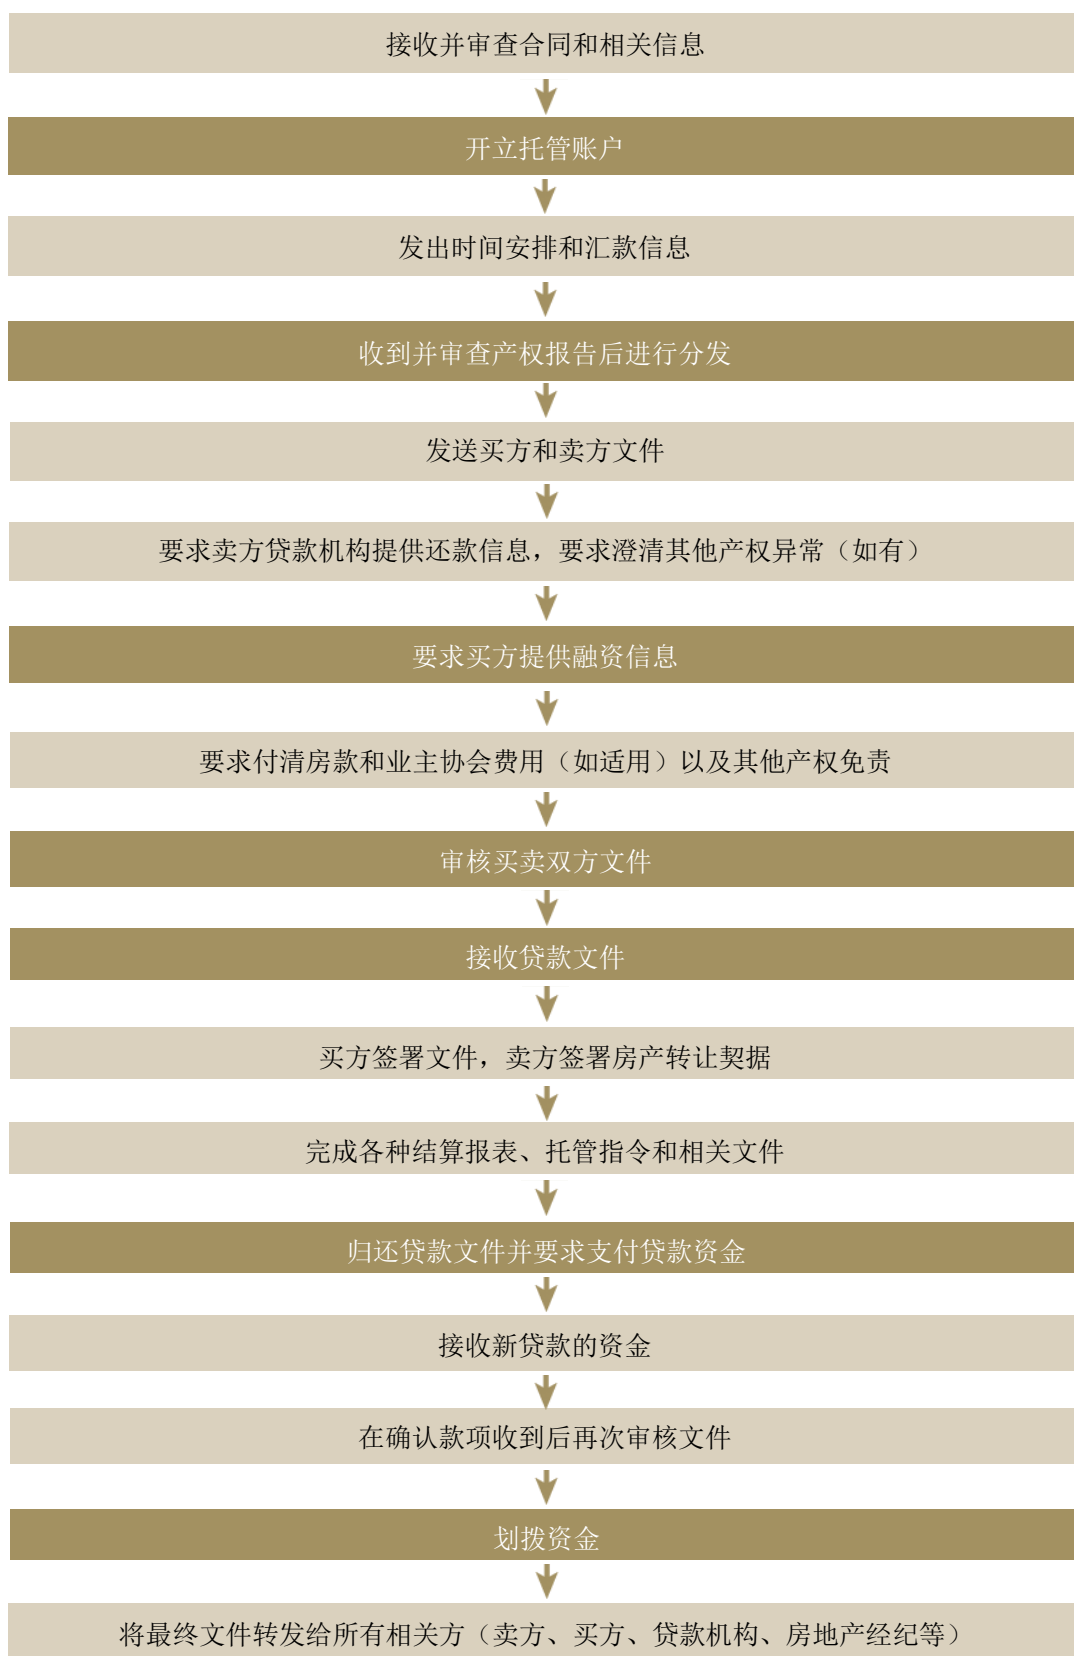 接收并审查合同和相关信息
开立托管账户
发出时间安排和汇款信息
收到并审查产权报告后进行分发
发送买方和卖方文件
要求卖方贷款机构提供还款信息，要求澄清其他产权异常（如有）
要求买方提供融资信息
要求付清房款和业主协会费用（如适用）以及其他产权免责
审核买卖双方文件
接收贷款文件
买方签署文件，卖方签署房产转让契据
完成各种结算报表、托管指令和相关文件
归还贷款文件并要求支付贷款资金
接收新贷款的资金
在确认款项收到后再次审核文件
划拨资金
将最终文件转发给所有相关方（卖方、买方、贷款机构、房地产经纪等）